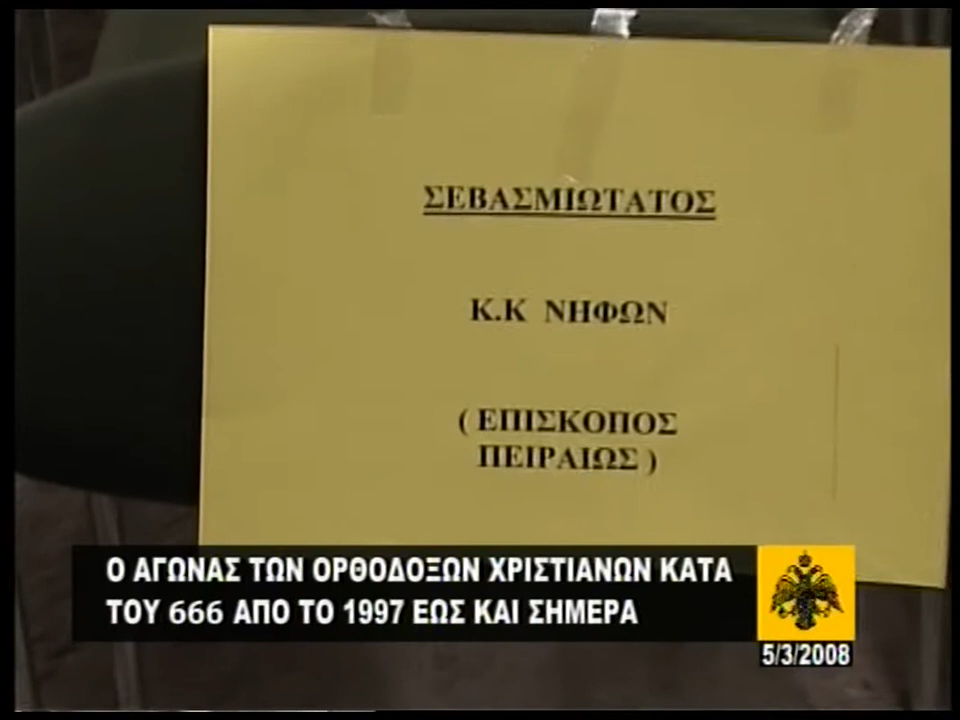 ΣΕΒΑΣΜΙΩΤΑΤΟΣ
Κ.Κ ΝΗΦΩΝ
( ΕΠΙΣΚΟΠΟΣ
ΠΕΙΡΑΙΩΣ )
Ο ΑΓΩΝΑΣ ΤΩΝ ΟΡΘΟΔΟΞΩΝ ΧΡΙΣΤΙΑΝΩΝ ΚΑΤΑ
ΤΟΥ 666 ΑΠΟ ΤΟ 1997 ΕΩΣ ΚΑΙ ΣΗΜΕΡΑ
5/3/2008